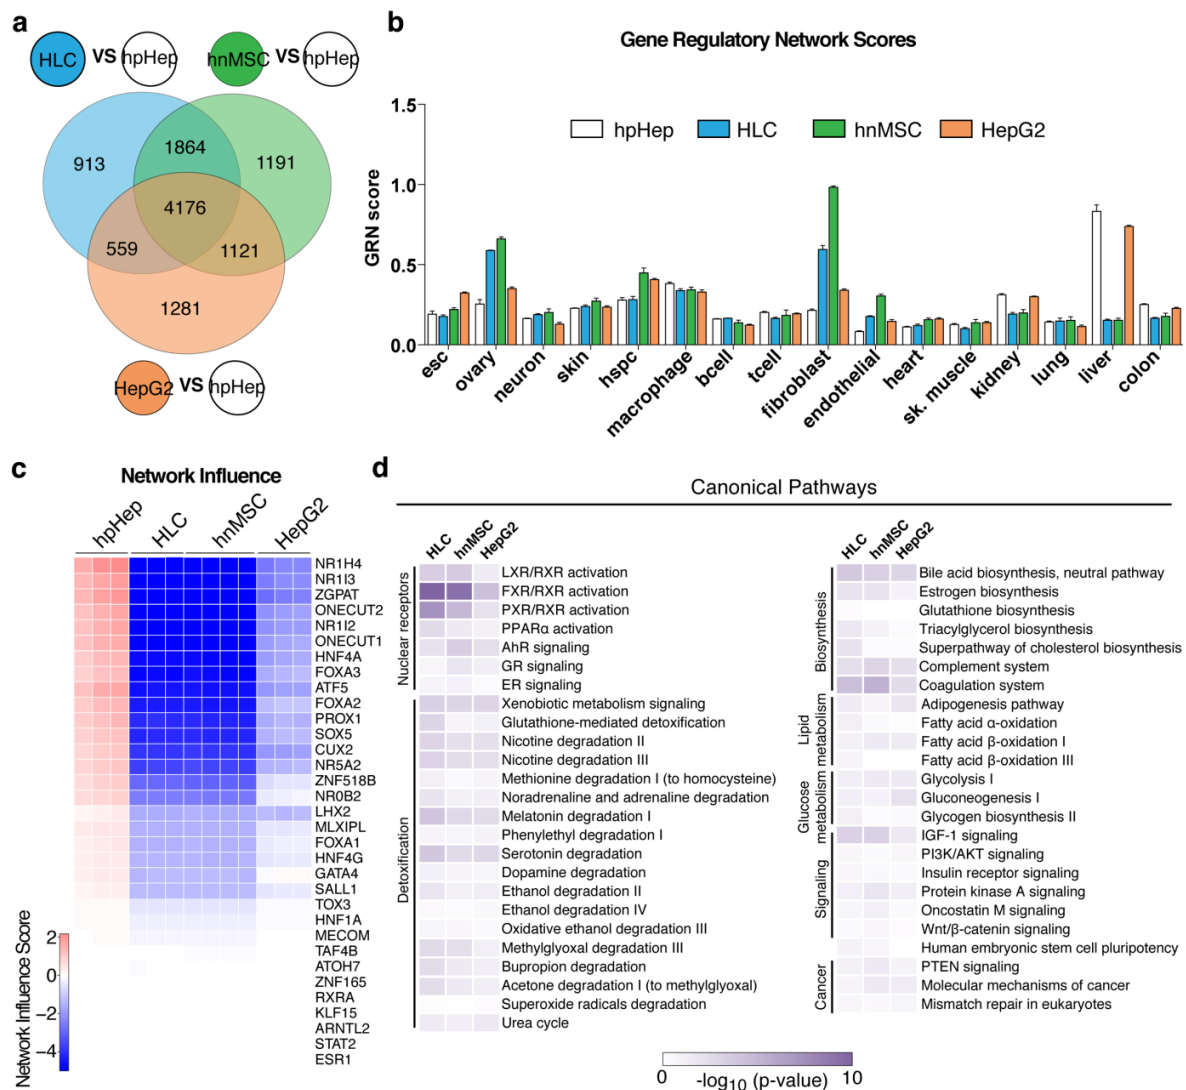 a
HLC VS hpHep hnMSC VS hpHep
913
1864
1191
4176
559
1121
1281
HepG2 VS hpHep
b
Gene Regulatory Network Scores
hpHep HLC hnMSC HepG2
GRN score
1.5
1.0
0.5
0.0
esc
ovary
neuron
skin
hspc
macrophage
bcell
tcell
fibroblast
endothelial
heart
sk. muscle
kidney
lung
liver
colon
c
Network Influence
hpHep
HLC
hnMSC
HepG2
NR1H4
NR1I3
ZGPAT
ONECUT2
NR1I2
ONECUT1
HNF4A
FOXA3
ATF5
FOXA2
PROX1
SOX5
CUX2
NR5A2
ZNF518B
NR0B2
LHX2
MLXIPL
FOXA1
HNF4G
GATA4
SALL1
TOX3
HNF1A
MECOM
TAF4B
ATOH7
ZNF165
RXRA
KLF15
ARNTL2
STAT2
ESR1
Network Influence Score
2
0
−2
−4
d
Canonical Pathways
HLC
hnMSC
HepG2
Nuclear receptors
LXR/RXR activation
FXR/RXR activation
PXR/RXR activation
PPARα activation
AhR signaling
GR signaling
ER signaling
Detoxification
Xenobiotic metabolism signaling
Glutathione-mediated detoxification
Nicotine degradation II
Nicotine degradation III
Methionine degradation I (to homocysteine)
Noradrenaline and adrenaline degradation
Melatonin degradation I
Phenylethyl degradation I
Serotonin degradation
Dopamine degradation
Ethanol degradation II
Ethanol degradation IV
Oxidative ethanol degradation III
Methylglyoxal degradation III
Bupropion degradation
Acetone degradation I (to methylglyoxal)
Superoxide radicals degradation
Urea cycle
HLC
hnMSC
HepG2
Biosynthesis
Bile acid biosynthesis, neutral pathway
Estrogen biosynthesis
Glutathione biosynthesis
Triacylglycerol biosynthesis
Superpathway of cholesterol biosynthesis
Complement system
Coagulation system
Lipid
metabolism
Adipogenesis pathway
Fatty acid α-oxidation
Fatty acid β-oxidation I
Fatty acid β-oxidation III
Glucose
metabolism
Glycolysis I
Gluconeogenesis I
Glycogen biosynthesis II
Signaling
IGF-1 signaling
PI3K/AKT signaling
Insulin receptor signaling
Protein kinase A signaling
Oncostatin M signaling
Wnt/β-catenin signaling
Human embryonic stem cell pluripotency
Cancer
PTEN signaling
Molecular mechanisms of cancer
Mismatch repair in eukaryotes
0 -log10 (p-value) 10